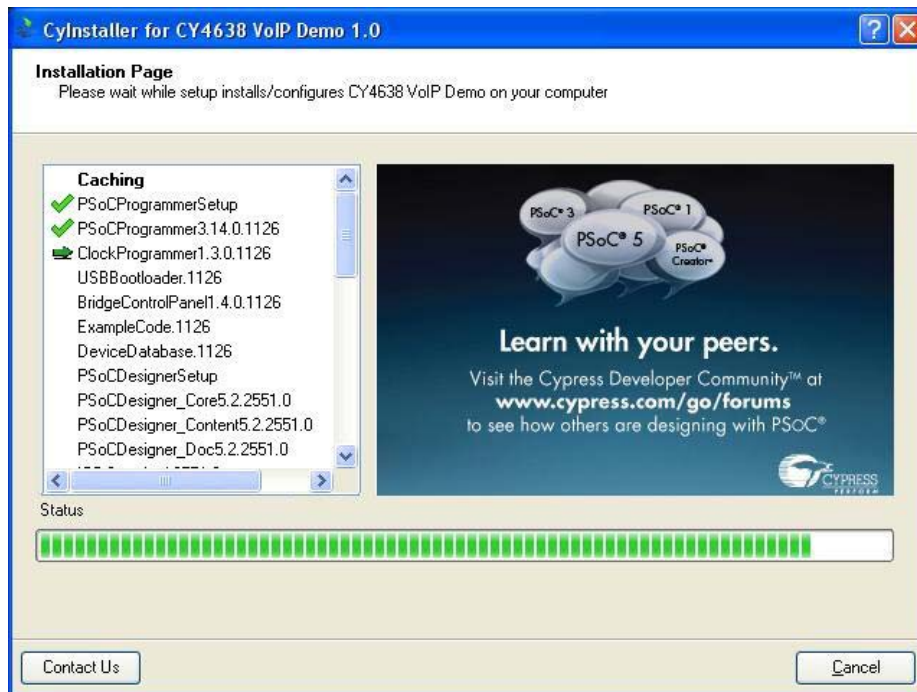 CyInstaller for CY4638 VoIP Demo 1.0
Installation Page
Please wait while setup installs/configures CY4638 VoIP Demo on your computer
Caching
PSoCProgrammerSetup
PSoCProgrammer3.14.0.1126
ClockProgrammer1.3.0.1126
USBBootloader.1126
BridgeControlPanel1.4.0.1126
ExampleCode.1126
DeviceDatabase.1126
PSoCDesignerSetup
PSoCDesigner_Core5.2.2551.0
PSoCDesigner_Content5.2.2551.0
PSoCDesigner_Doc5.2.2551.0
PSoC® 3
PSoC® 1
PSoC® 5
PSoC®
Creator™
Learn with your peers.
Visit the Cypress Developer Community™ at
www.cypress.com/go/forums
to see how others are designing with PSOC®
CYPRESS
PERFORM
Status
Contact Us
Cancel